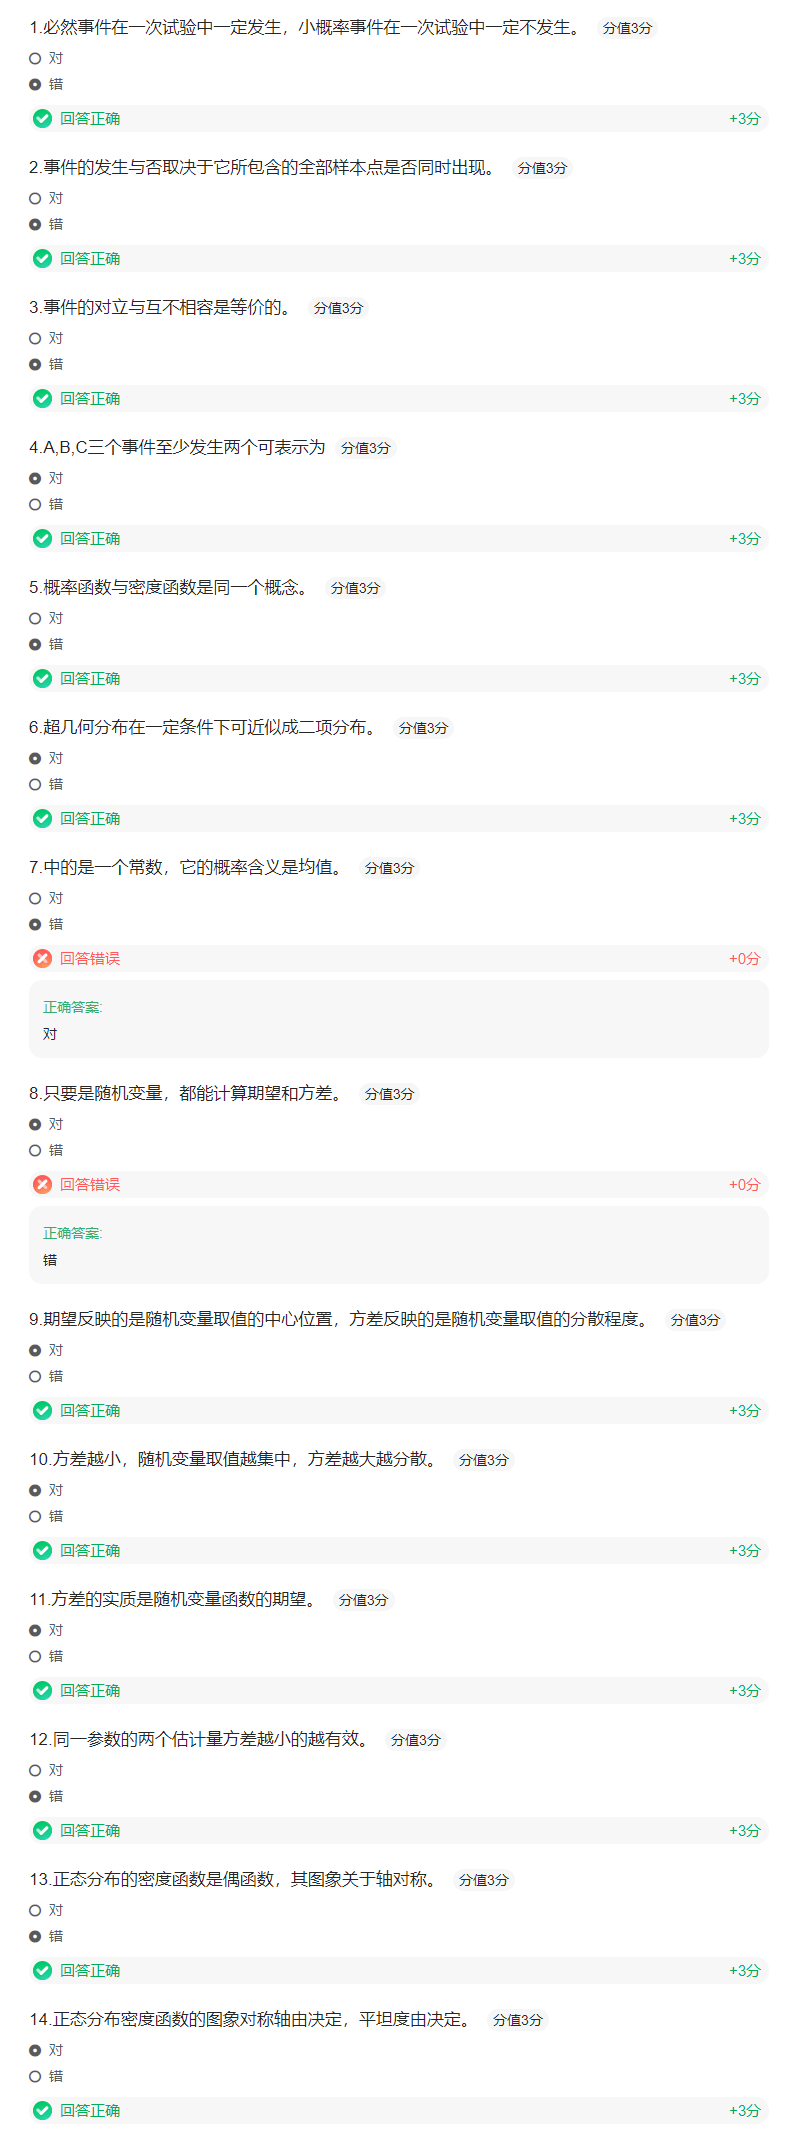 1.必然事件在一次试验中一定发生，小概率事件在一次试验中一定不发生。 分值3分
对
错
回答正确 +3分
2.事件的发生与否取决于它所包含的全部样本点是否同时出现。 分值3分
对
错
回答正确 +3分
3.事件的对立与互不相容是等价的。 分值3分
对
错
回答正确 +3分
4.A,B,C三个事件至少发生两个可表示为 分值3分
对
错
回答正确 +3分
5.概率函数与密度函数是同一个概念。 分值3分
对
错
回答正确 +3分
6.超几何分布在一定条件下可近似成二项分布。 分值3分
对
错
回答正确 +3分
7.中的是一个常数，它的概率含义是均值。 分值3分
对
错
回答错误 +0分
正确答案:
对
8.只要是随机变量，都能计算期望和方差。 分值3分
对
错
回答错误 +0分
正确答案:
错
9.期望反映的是随机变量取值的中心位置，方差反映的是随机变量取值的分散程度。 分值3分
对
错
回答正确 +3分
10.方差越小，随机变量取值越集中，方差越大越分散。 分值3分
对
错
回答正确 +3分
11.方差的实质是随机变量函数的期望。 分值3分
对
错
回答正确 +3分
12.同一参数的两个估计量方差越小的越有效。 分值3分
对
错
回答正确 +3分
13.正态分布的密度函数是偶函数，其图象关于轴对称。 分值3分
对
错
回答正确 +3分
14.正态分布密度函数的图象对称轴由决定，平坦度由决定。 分值3分
对
错
回答正确 +3分